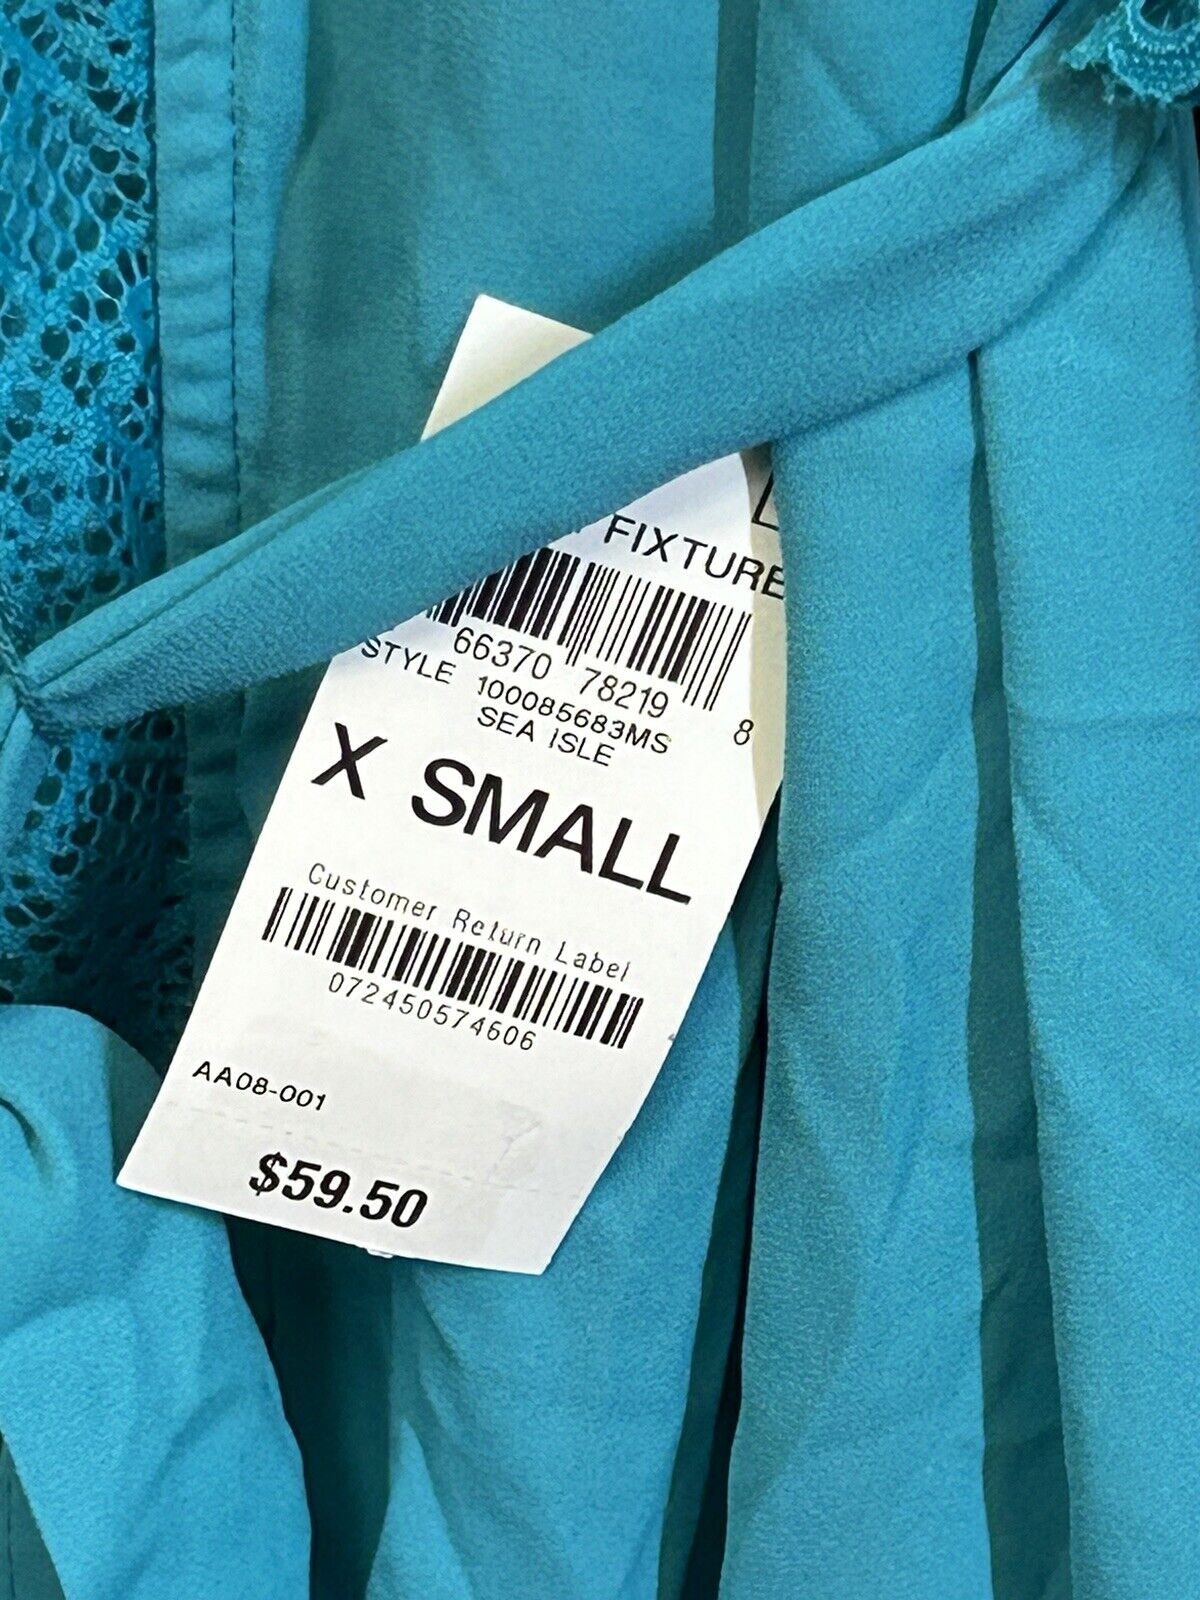 FIXTURE
66370 78219 8
STYLE 100085683MS
SEA ISLE
X SMALL
Customer Return Label
072450574606
AA08-001
$59.50